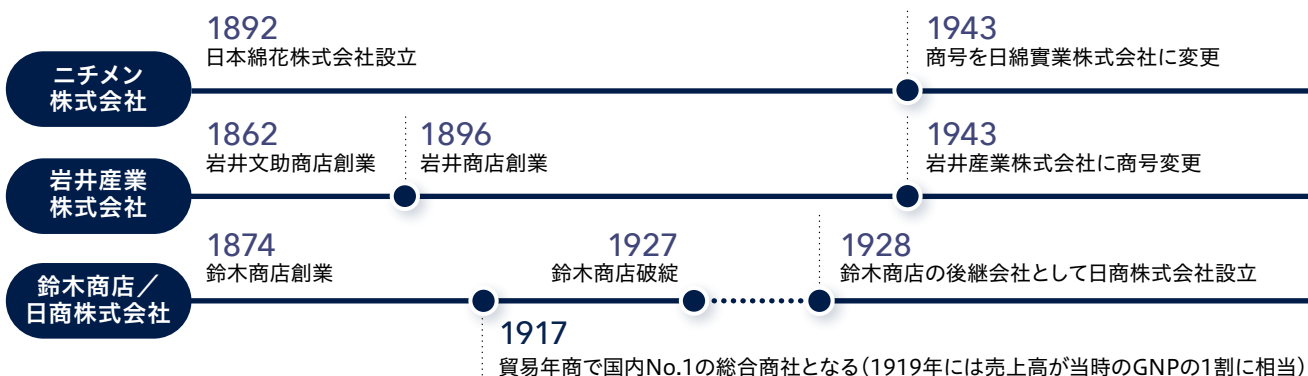 ニチメン
株式会社
1892
日本綿花株式会社設立
1943
商号を日綿實業株式会社に変更
岩井産業
株式会社
1862
岩井文助商店創業
1896
岩井商店創業
1943
岩井産業株式会社に商号変更
鈴木商店／
日商株式会社
1874
鈴木商店創業
1927
鈴木商店破綻
1928
鈴木商店の後継会社として日商株式会社設立
1917
貿易年商で国内No.1の総合商社となる（1919年には売上高が当時のGNPの1割に相当）